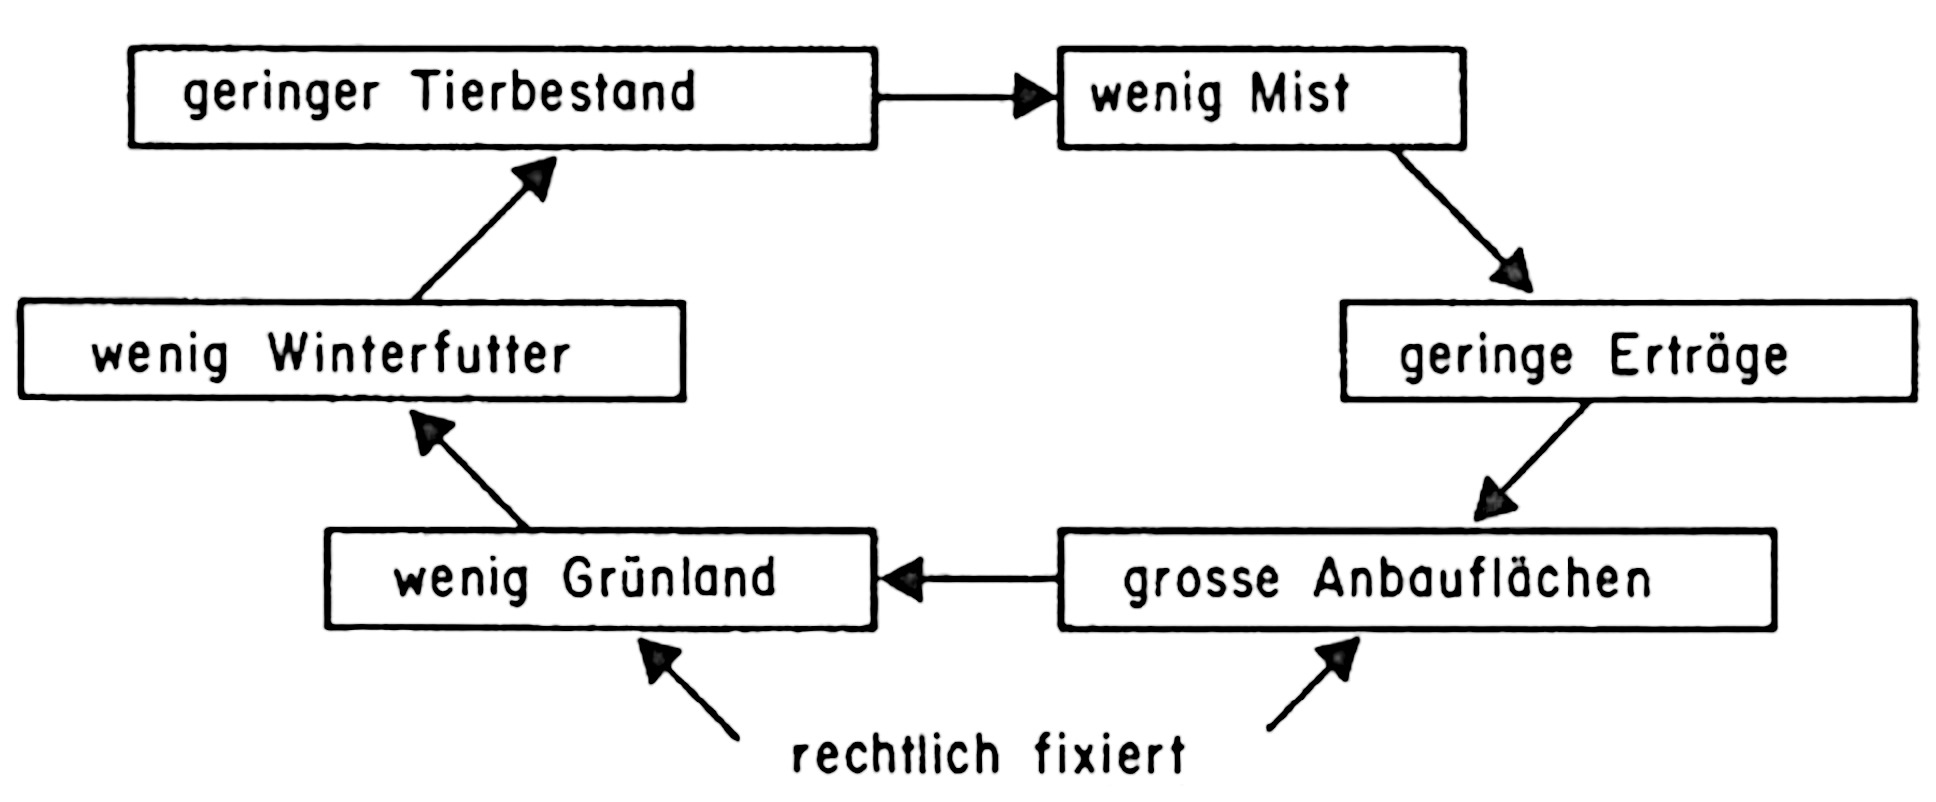 geringer Tierbestand
wenig Mist
wenig Winterfutter
geringe Erträge
wenig Grünland
grosse Anbauflächen
rechtlich fixiert